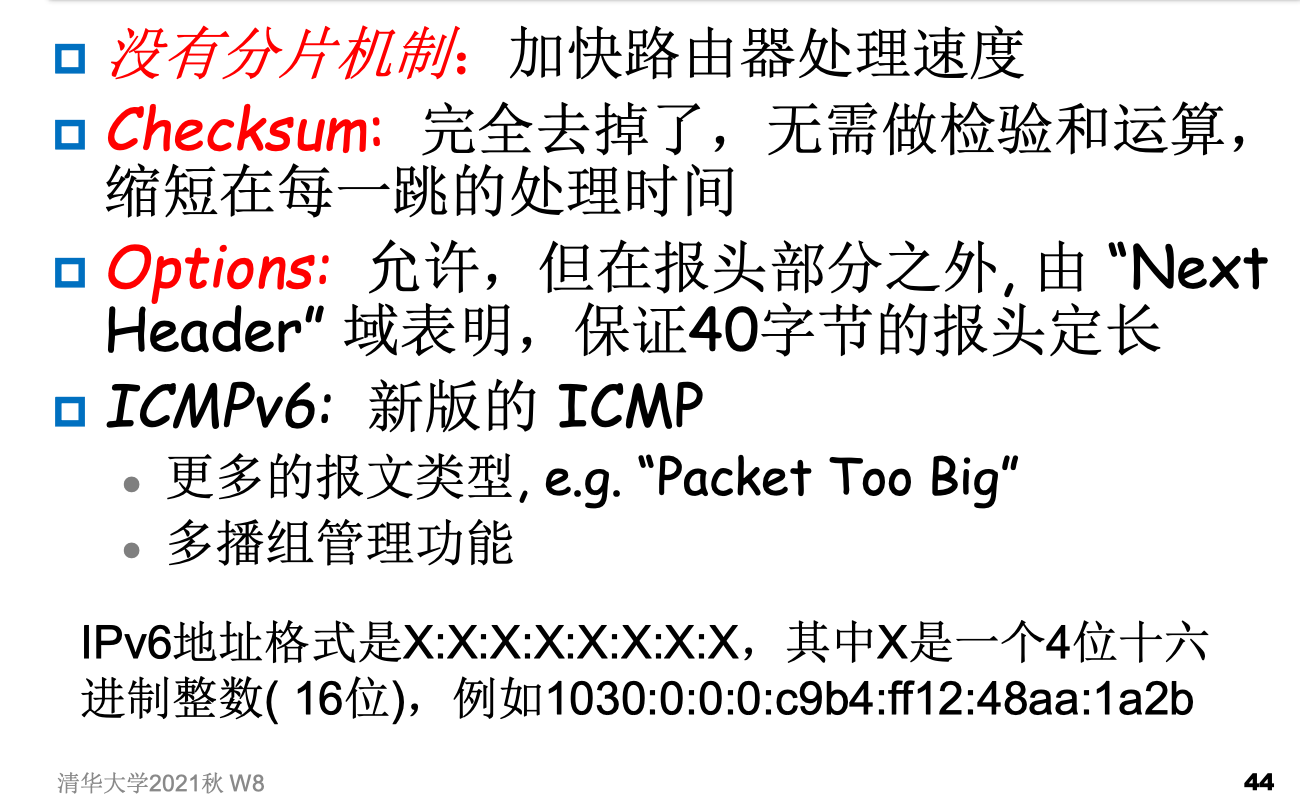 没有分片机制：加快路由器处理速度
Checksum: 完全去掉了，无需做检验和运算，
缩短在每一跳的处理时间
Options: 允许，但在报头部分之外, 由 “Next
Header” 域表明，保证40字节的报头定长
ICMPv6: 新版的 ICMP
更多的报文类型, e.g. “Packet Too Big”
多播组管理功能
IPv6地址格式是X:X:X:X:X:X:X:X，其中X是一个4位十六
进制整数( 16位)，例如1030:0:0:0:c9b4:ff12:48aa:1a2b
清华大学2021秋 W8
44